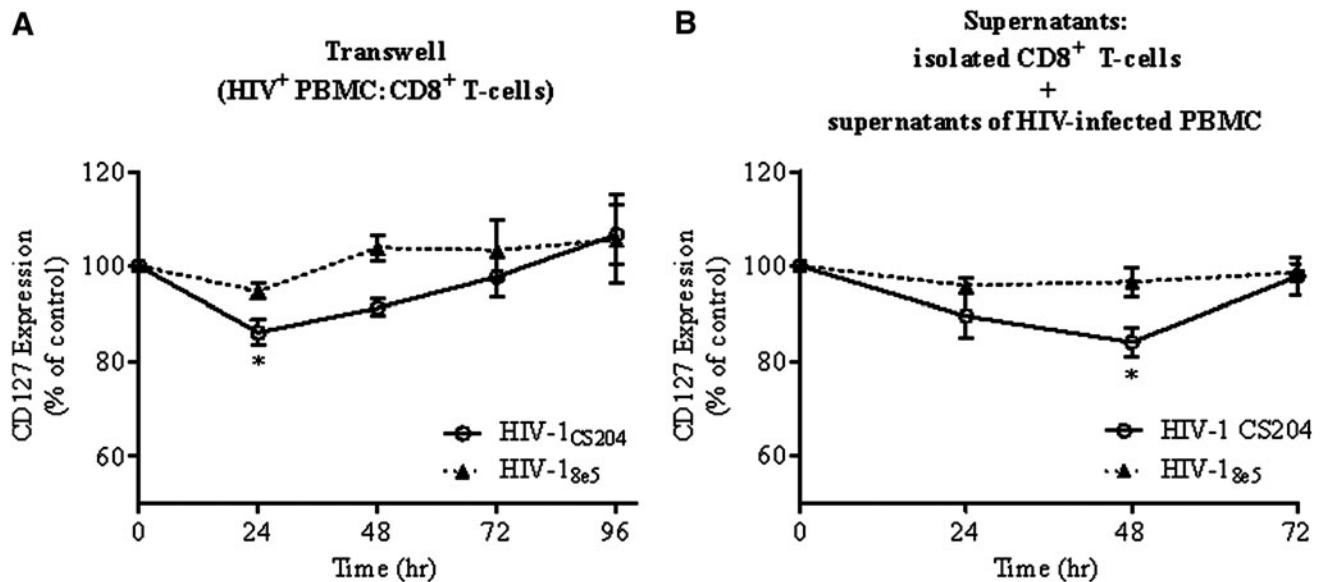 A
Transwell
(HIV⁺ PBMC:CD8⁺ T-cells)
CD127 Expression
(% of control)
120
100
80
60
*
HIV-1CS204
HIV-18e5
0 24 48 72 96
Time (hr)
B
Supernatants:
isolated CD8⁺ T-cells
+
supernatants of HIV-infected PBMC
CD127 Expression
(% of control)
120
100
80
60
*
HIV-1 CS204
HIV-18e5
0 24 48 72
Time (hr)